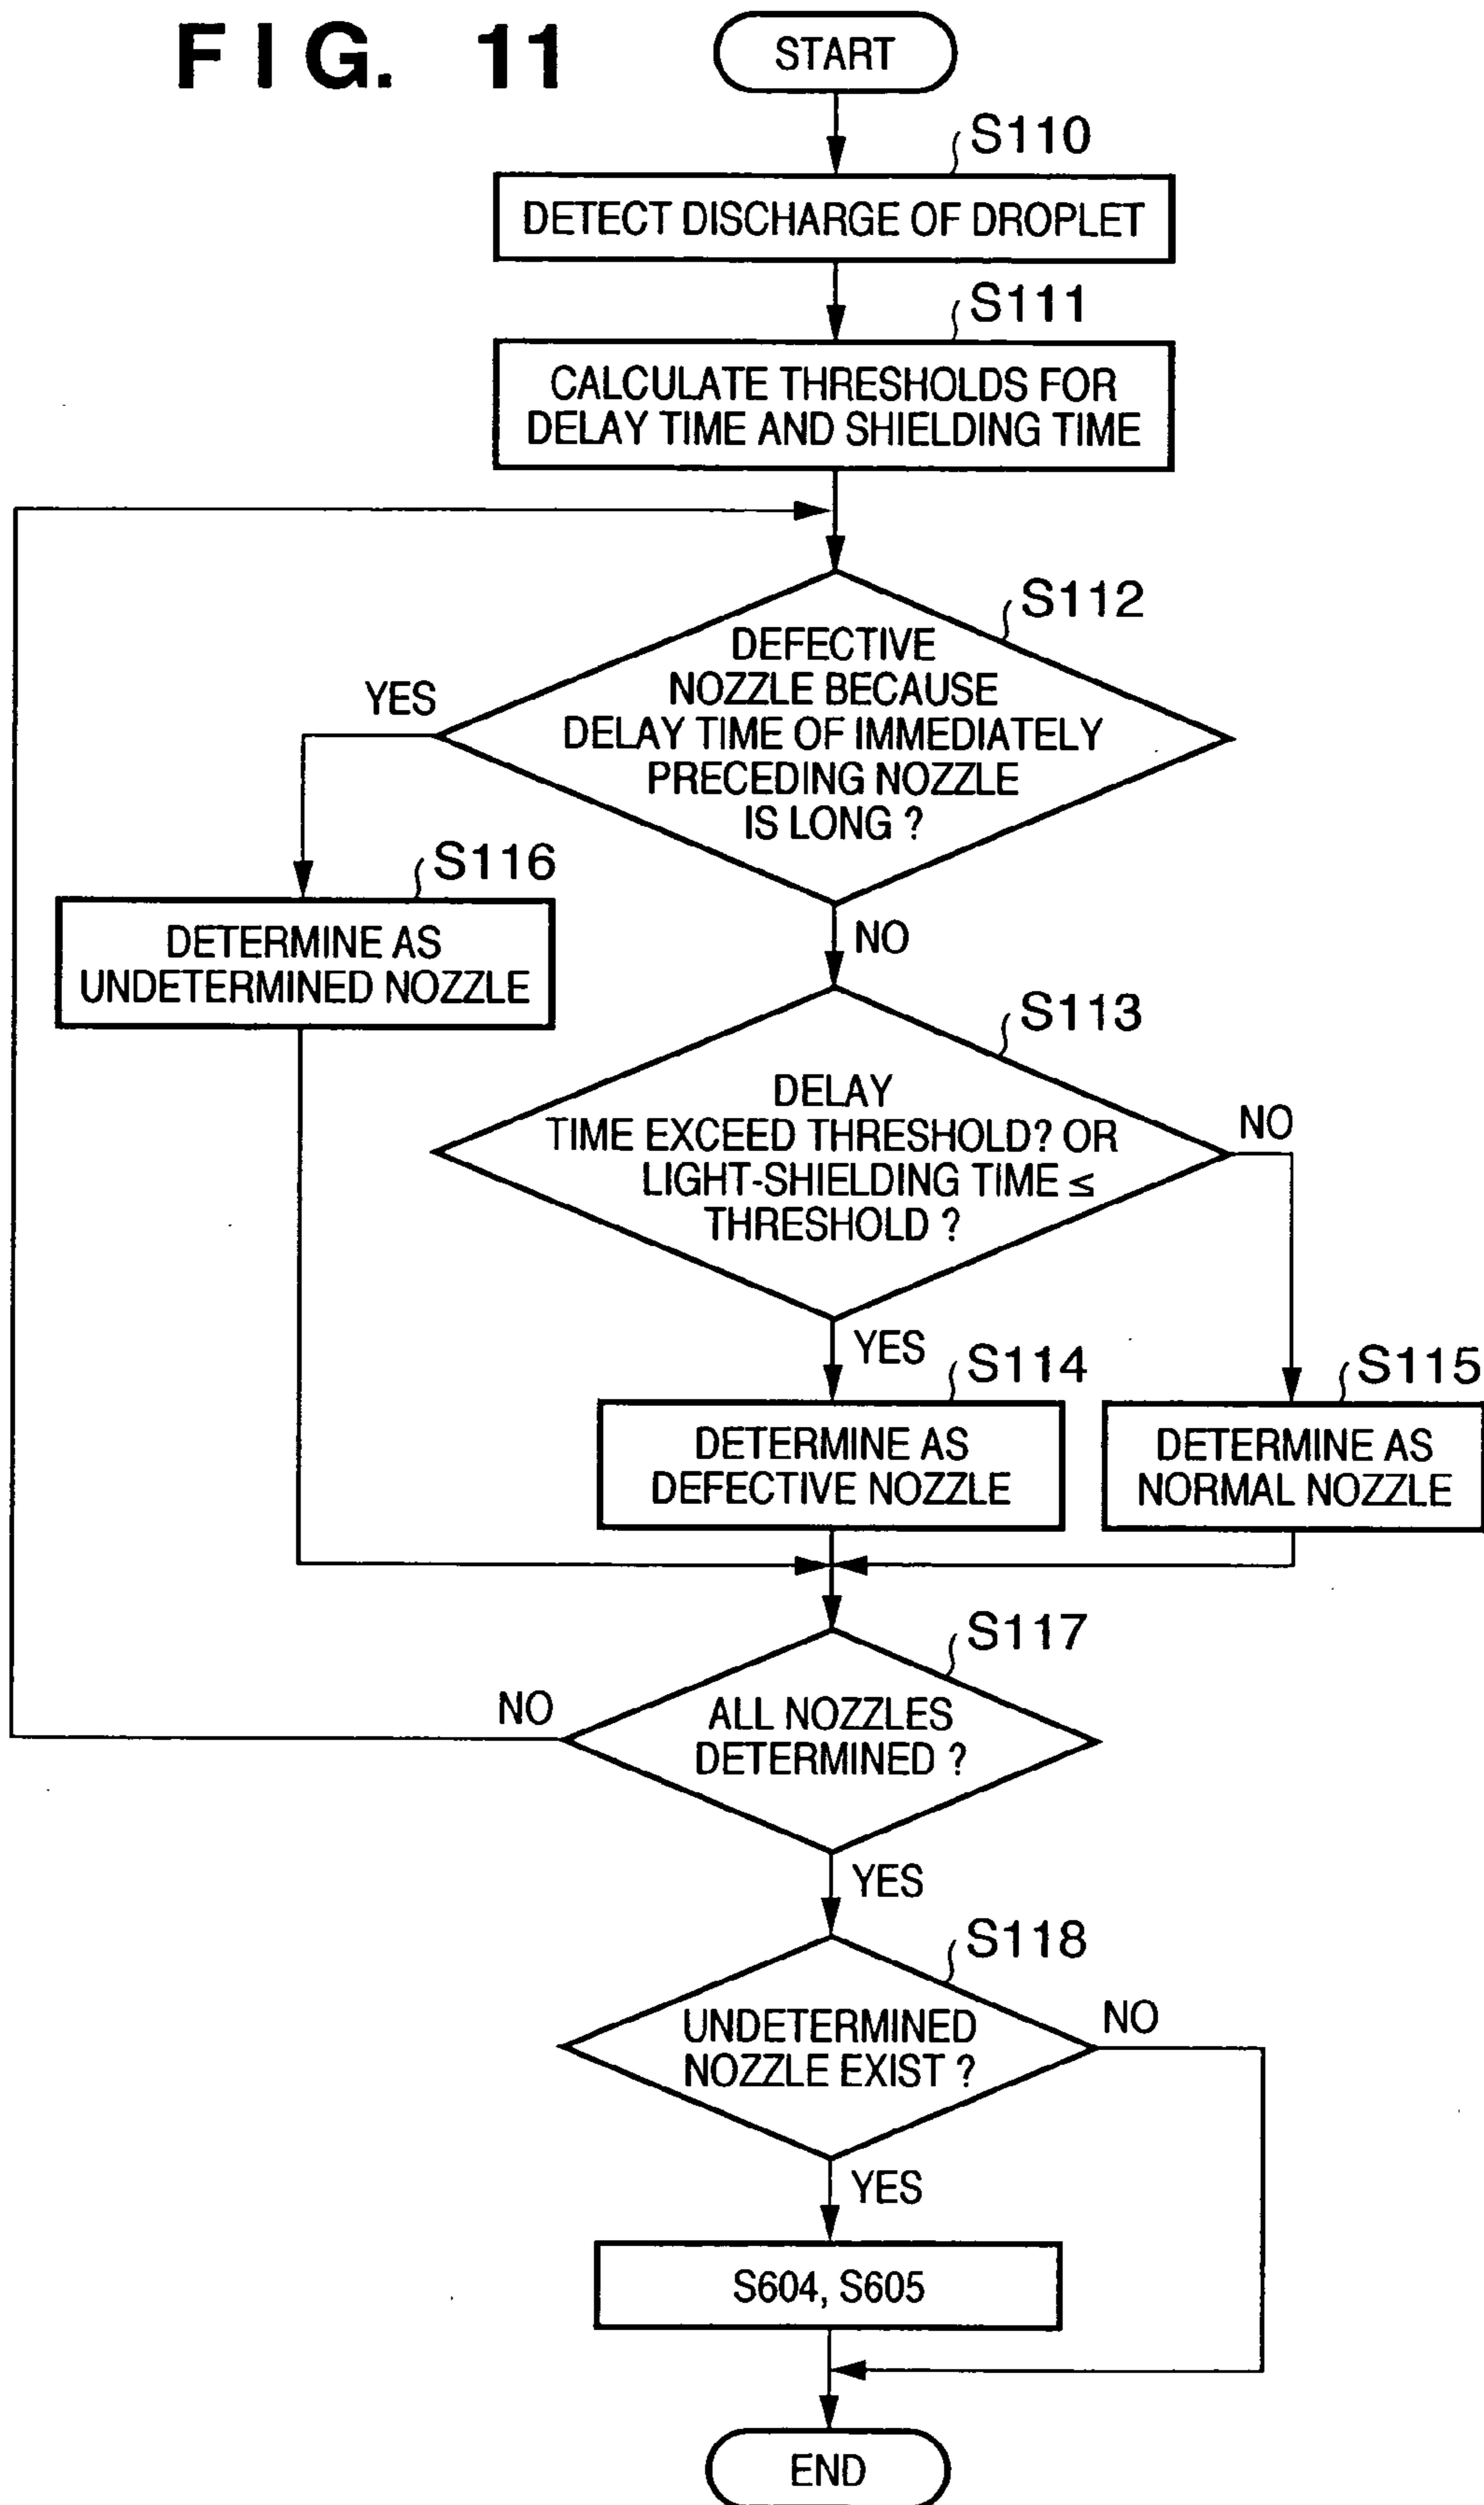 FIG. 11
START
S110
DETECT DISCHARGE OF DROPLET
S111
CALCULATE THRESHOLDS FOR
DELAY TIME AND SHIELDING TIME
S112
DEFECTIVE
NOZZLE BECAUSE
DELAY TIME OF IMMEDIATELY
PRECEDING NOZZLE
IS LONG ?
YES
S116
DETERMINE AS
UNDETERMINED NOZZLE
NO
S113
DELAY
TIME EXCEED THRESHOLD? OR
LIGHT-SHIELDING TIME ≤
THRESHOLD ?
NO
YES
S114
DETERMINE AS
DEFECTIVE NOZZLE
S115
DETERMINE AS
NORMAL NOZZLE
S117
ALL NOZZLES
DETERMINED ?
NO
YES
S118
UNDETERMINED
NOZZLE EXIST ?
NO
YES
S604, S605
END